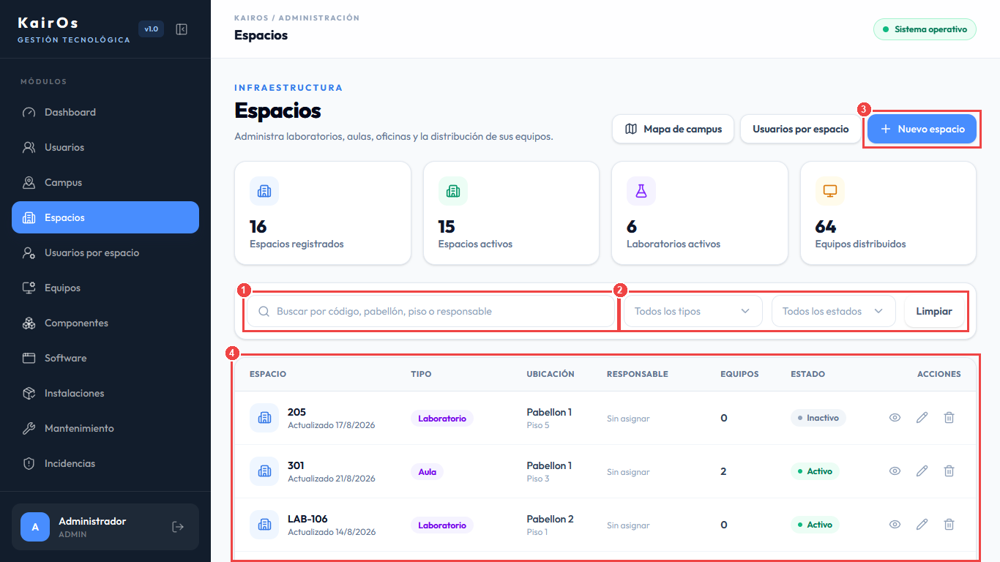 KairOs
GESTIÓN TECNOLÓGICA
v1.0
MÓDULOS
Dashboard
Usuarios
Campus
Espacios
Usuarios por espacio
Equipos
Componentes
Software
Instalaciones
Mantenimiento
Incidencias
A
Administrador
ADMIN
KAIROS / ADMINISTRACIÓN
Espacios
Sistema operativo
INFRAESTRUCTURA
Espacios
Administra laboratorios, aulas, oficinas y la distribución de sus equipos.
Mapa de campus
Usuarios por espacio
3
Nuevo espacio
16
Espacios registrados
15
Espacios activos
6
Laboratorios activos
64
Equipos distribuidos
1
Buscar por código, pabellón, piso o responsable
2
Todos los tipos
Todos los estados
Limpiar
4
ESPACIO TIPO UBICACIÓN RESPONSABLE EQUIPOS ESTADO ACCIONES
205
Actualizado 17/8/2026
Laboratorio
Pabellon 1
Piso 5
Sin asignar
0
Inactivo
301
Actualizado 21/8/2026
Aula
Pabellon 1
Piso 3
Sin asignar
2
Activo
LAB-106
Actualizado 14/8/2026
Laboratorio
Pabellon 2
Piso 1
Sin asignar
0
Activo